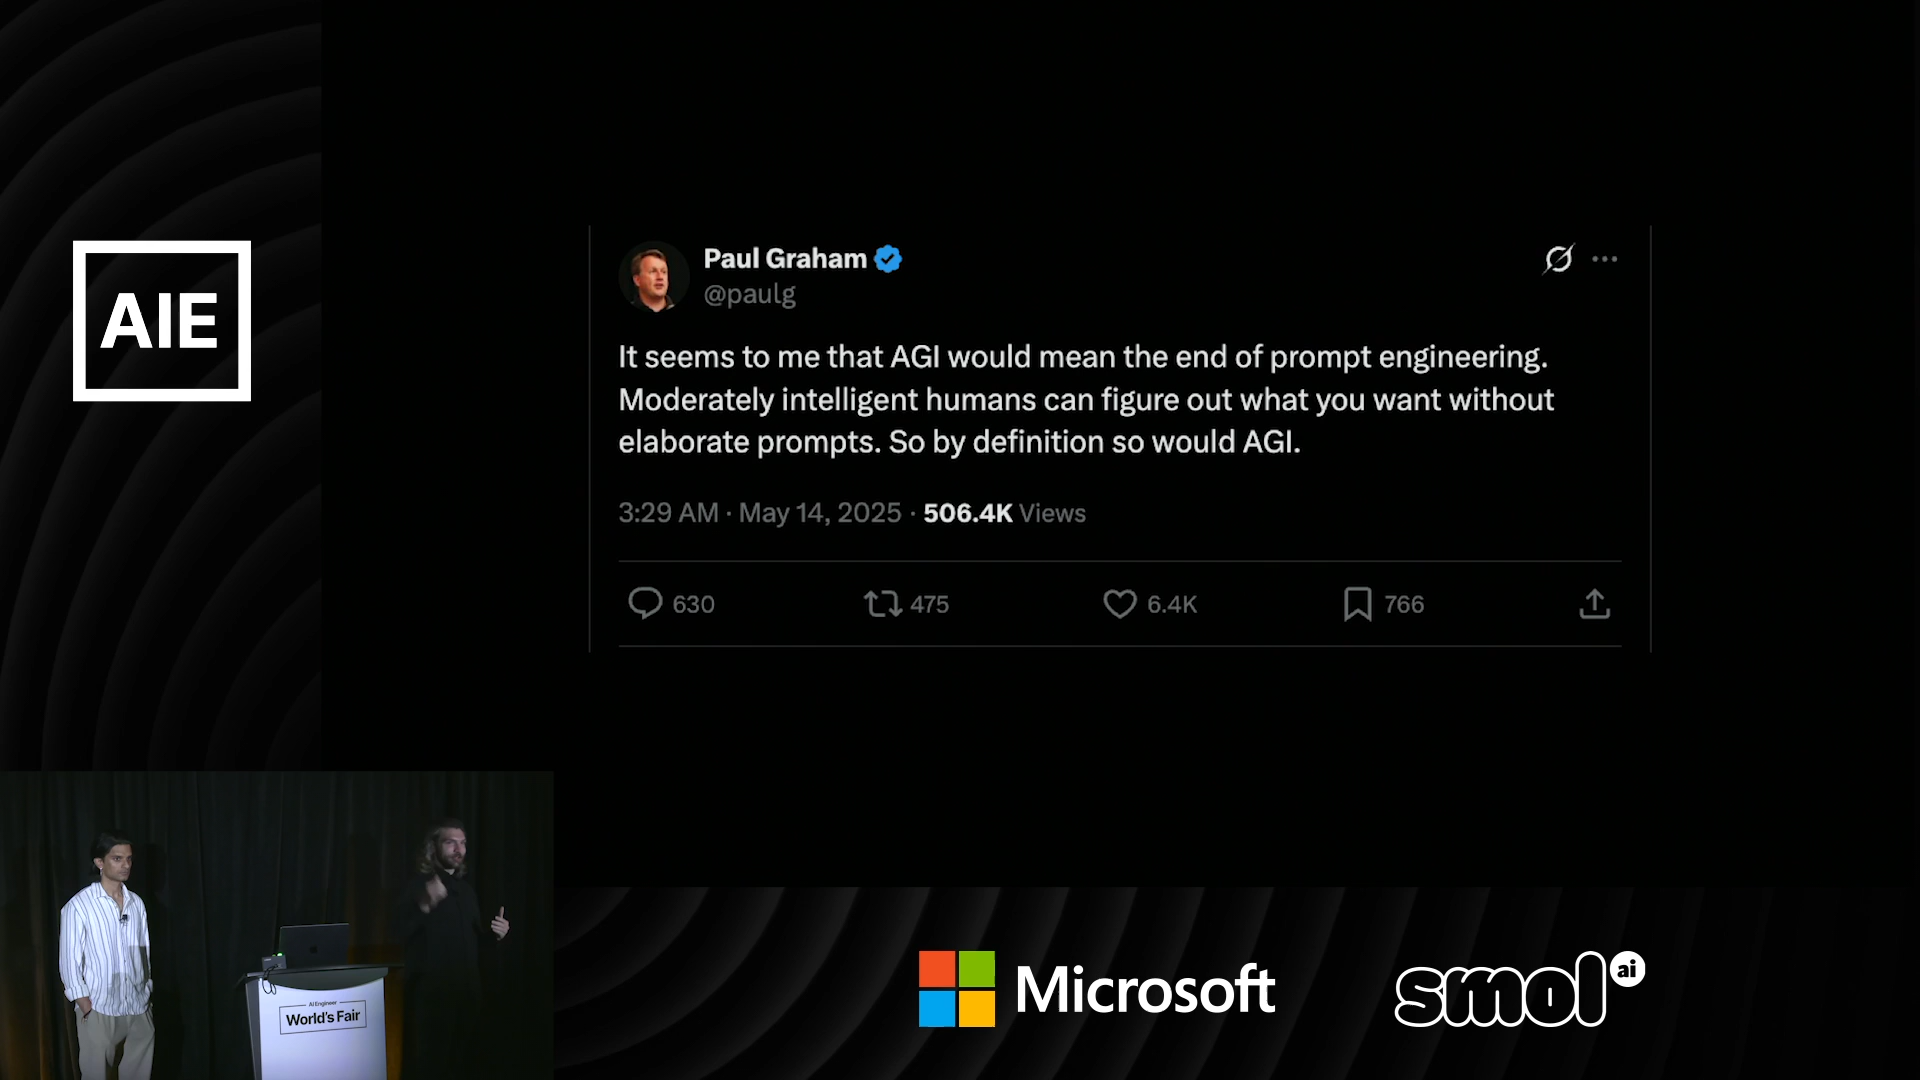 AIE
Paul Graham
@paulg
It seems to me that AGI would mean the end of prompt engineering.
Moderately intelligent humans can figure out what you want without
elaborate prompts. So by definition so would AGI.
3:29 AM · May 14, 2025 · 506.4K Views
630 475 6.4K 766
AI Engineer
World's Fair
Microsoft
smol ai